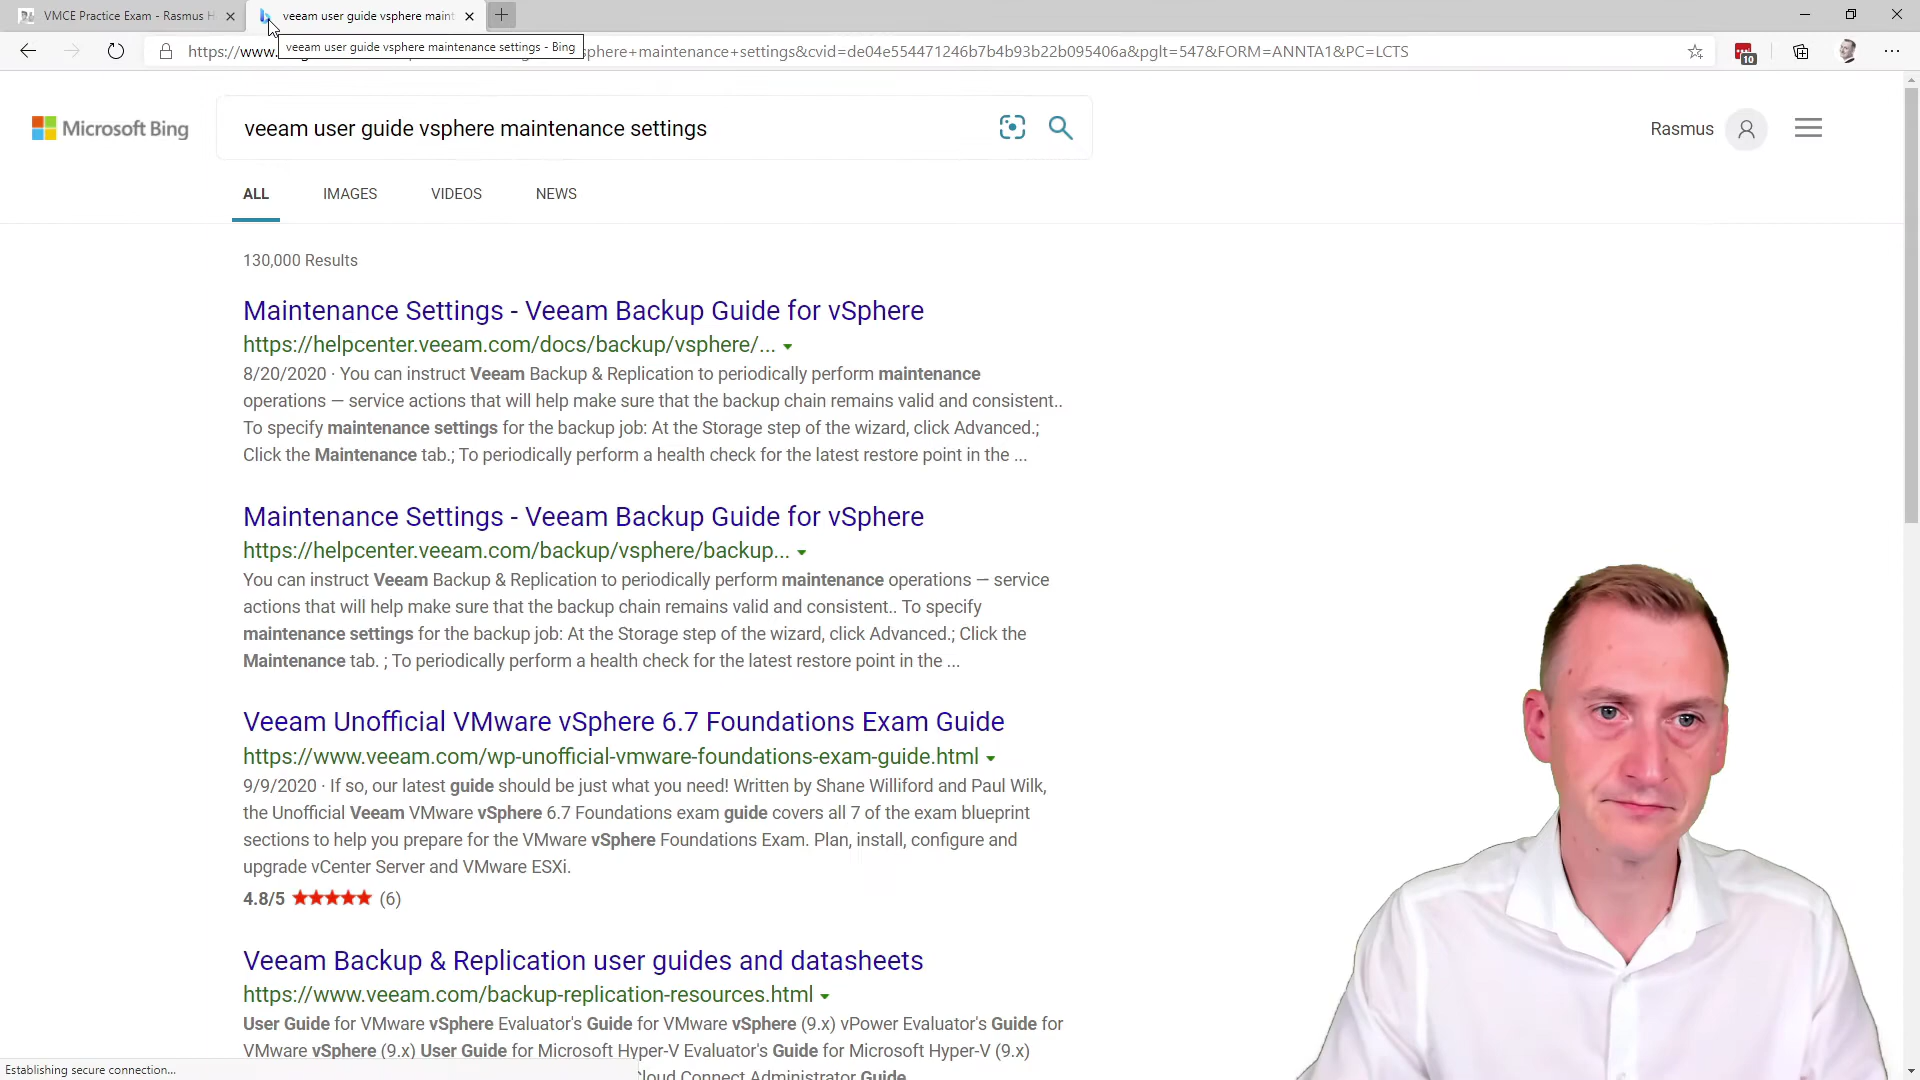 VMCE Practice Exam - Rasmus H
veeam user guide vsphere maint
veeam user guide vsphere maintenance settings - Bing
https://www.
sphere+maintenance+settings&cvid=de04e554471246b7b4b93b22b095406a&pglt=547&FORM=ANNTA1&PC=LCTS
10
Microsoft Bing
veeam user guide vsphere maintenance settings
Rasmus
ALL IMAGES VIDEOS NEWS
130,000 Results
Maintenance Settings - Veeam Backup Guide for vSphere
https://helpcenter.veeam.com/docs/backup/vsphere/...
8/20/2020 · You can instruct Veeam Backup & Replication to periodically perform maintenance
operations — service actions that will help make sure that the backup chain remains valid and consistent..
To specify maintenance settings for the backup job: At the Storage step of the wizard, click Advanced.;
Click the Maintenance tab.; To periodically perform a health check for the latest restore point in the ...
Maintenance Settings - Veeam Backup Guide for vSphere
https://helpcenter.veeam.com/backup/vsphere/backup...
You can instruct Veeam Backup & Replication to periodically perform maintenance operations — service
actions that will help make sure that the backup chain remains valid and consistent.. To specify
maintenance settings for the backup job: At the Storage step of the wizard, click Advanced.; Click the
Maintenance tab. ; To periodically perform a health check for the latest restore point in the ...
Veeam Unofficial VMware vSphere 6.7 Foundations Exam Guide
https://www.veeam.com/wp-unofficial-vmware-foundations-exam-guide.html
9/9/2020 · If so, our latest guide should be just what you need! Written by Shane Williford and Paul Wilk,
the Unofficial Veeam VMware vSphere 6.7 Foundations exam guide covers all 7 of the exam blueprint
sections to help you prepare for the VMware vSphere Foundations Exam. Plan, install, configure and
upgrade vCenter Server and VMware ESXi.
4.8/5 ★★★★★ (6)
Veeam Backup & Replication user guides and datasheets
https://www.veeam.com/backup-replication-resources.html
User Guide for VMware vSphere Evaluator's Guide for VMware vSphere (9.x) vPower Evaluator's Guide for
VMware vSphere (9.x) User Guide for Microsoft Hyper-V Evaluator's Guide for Microsoft Hyper-V (9.x)
Cloud Connect Administrator Guide
Establishing secure connection...